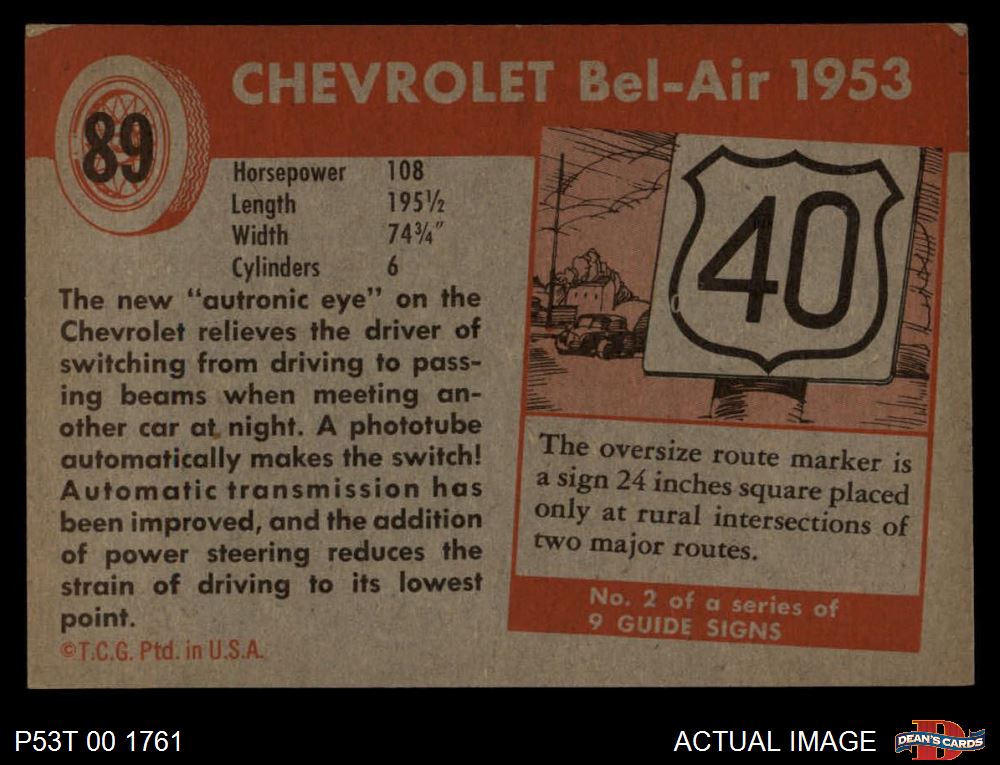 89
CHEVROLET Bel-Air 1953
Horsepower 108
Length 195½
Width 74¾"
Cylinders 6
The new "autronic eye" on the
Chevrolet relieves the driver of
switching from driving to pass-
ing beams when meeting an-
other car at night. A phototube
automatically makes the switch!
Automatic transmission has
been improved, and the addition
of power steering reduces the
strain of driving to its lowest
point.
©T.C.G. Ptd. in U.S.A.
40
The oversize route marker is
a sign 24 inches square placed
only at rural intersections of
two major routes.
No. 2 of a series of
9 GUIDE SIGNS
P53T 00 1761
ACTUAL IMAGE
DEAN'S CARDS